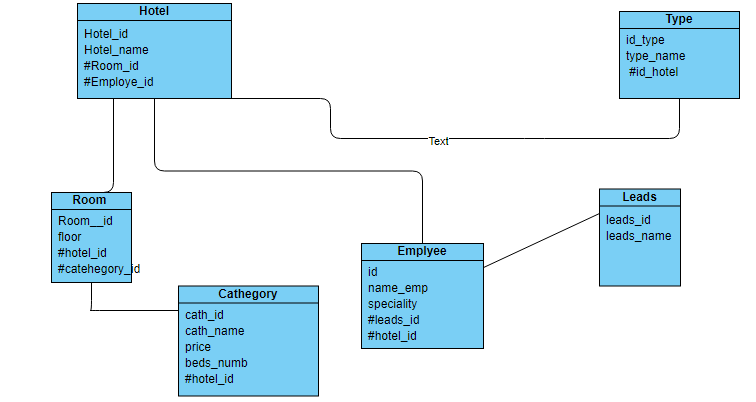 Hotel
Hotel_id
Hotel_name
#Room_id
#Employe_id
Type
id_type
type_name
#id_hotel
Text
Room
Room__id
floor
#hotel_id
#catehegory_id
Leads
leads_id
leads_name
Emplyee
id
name_emp
speciality
#leads_id
#hotel_id
Cathegory
cath_id
cath_name
price
beds_numb
#hotel_id